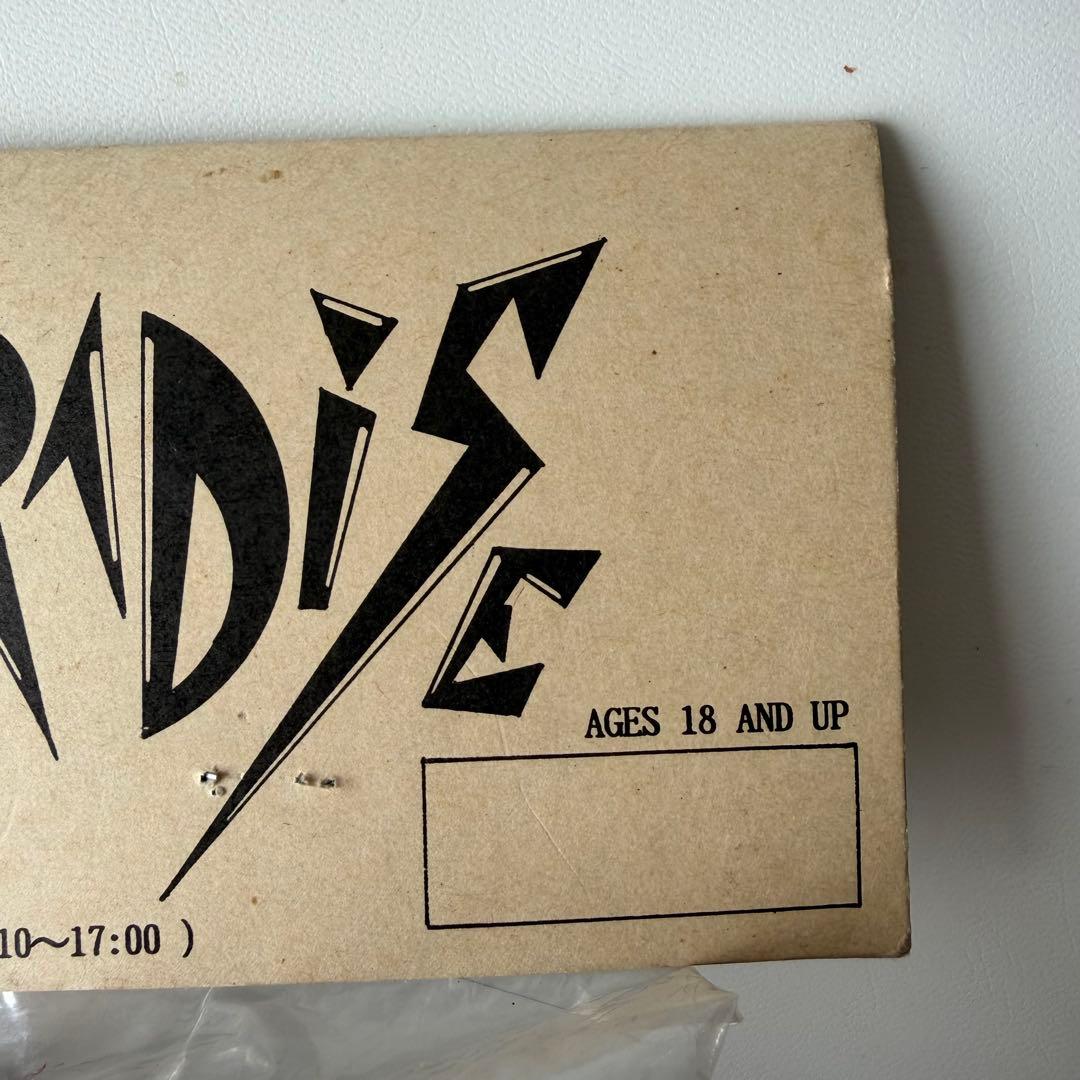 RADiSE
AGES 18 AND UP
10～17:00 )